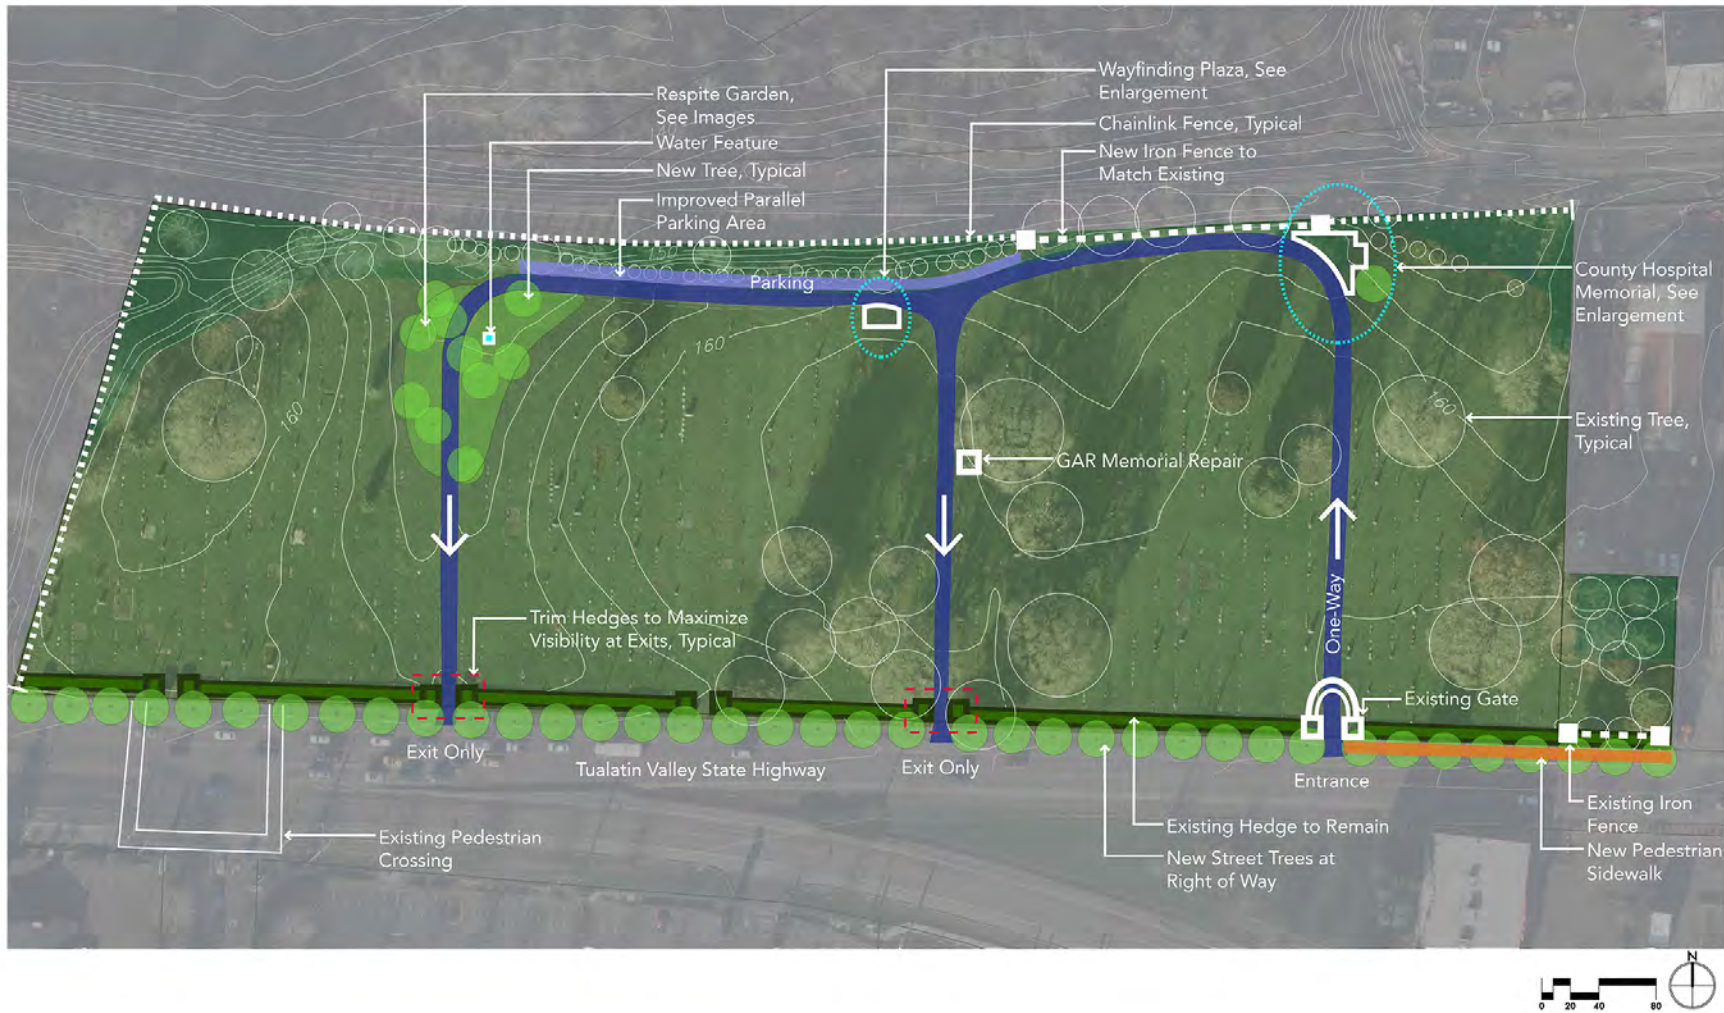 Wayfinding Plaza, See
Enlargement
Respite Garden,
See Images
Chainlink Fence, Typical
Water Feature
New Iron Fence to
Match Existing
New Tree, Typical
Improved Parallel
Parking Area
Parking
County Hospital
Memorial, See
Enlargement
160
160
160
Existing Tree,
Typical
GAR Memorial Repair
One-Way
Trim Hedges to Maximize
Visibility at Exits, Typical
Existing Gate
Exit Only
Tualatin Valley State Highway
Exit Only
Entrance
Existing Iron
Fence
Existing Pedestrian
Crossing
Existing Hedge to Remain
New Pedestrian
Sidewalk
New Street Trees at
Right of Way
N
0 20 40 80